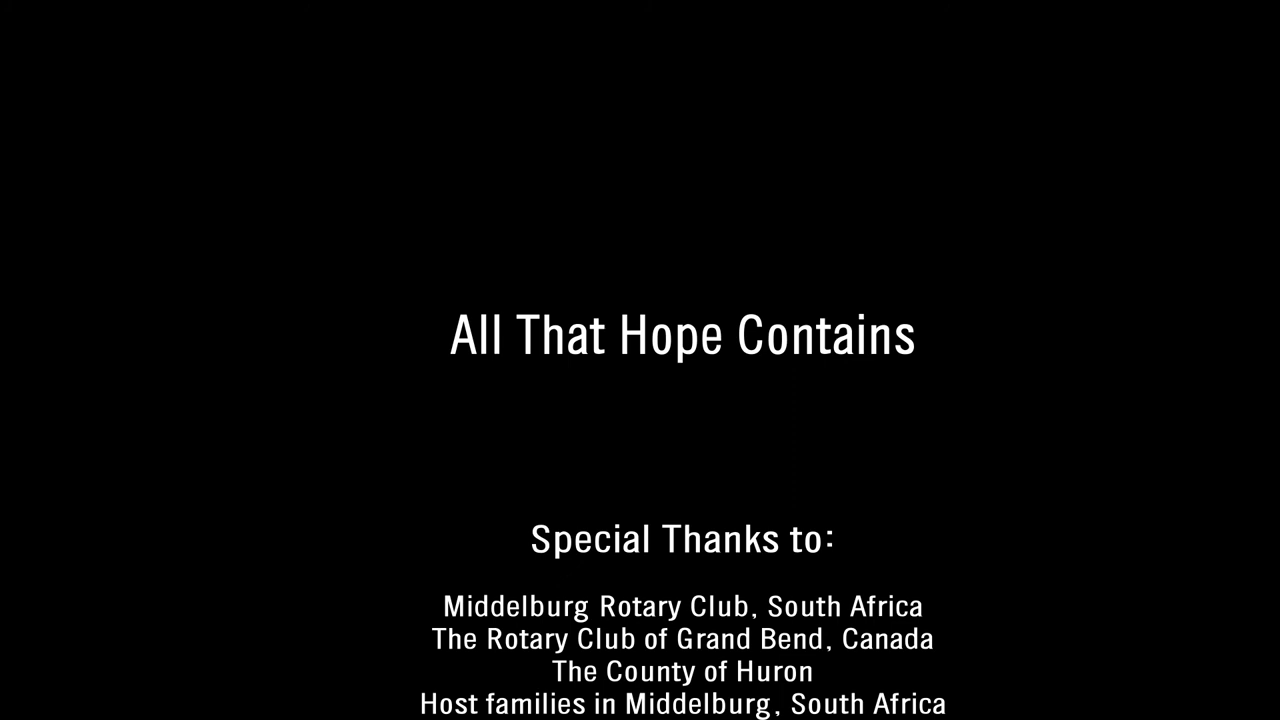 All That Hope Contains
Special Thanks to:
Middelburg Rotary Club, South Africa
The Rotary Club of Grand Bend, Canada
The County of Huron
Host families in Middelburg, South Africa